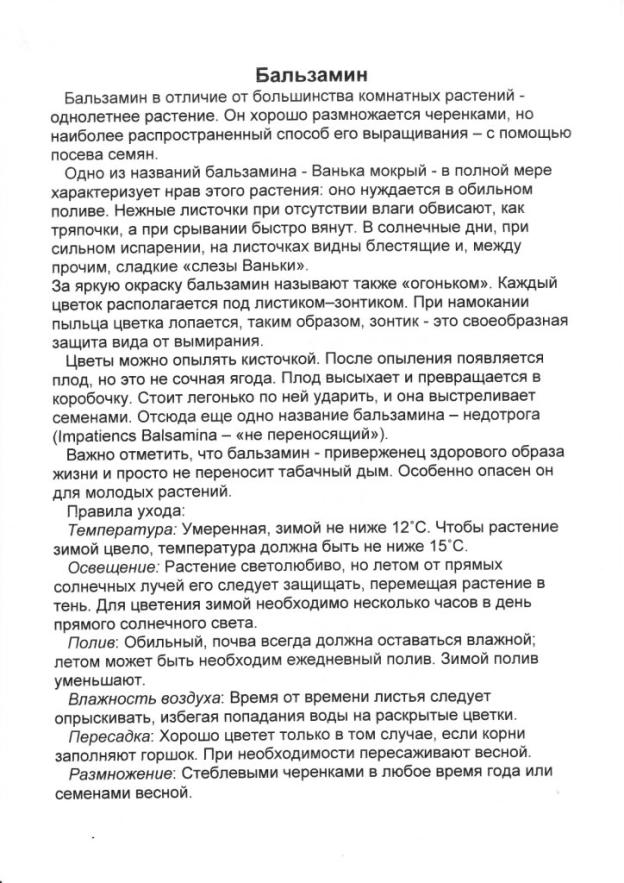 Бальзамин
Бальзамин в отличие от большинства комнатных растений -
однолетнее растение. Он хорошо размножается черенками, но
наиболее распространенный способ его выращивания – с помощью
посева семян.
Одно из названий бальзамина - Ванька мокрый - в полной мере
характеризует нрав этого растения: оно нуждается в обильном
поливе. Нежные листочки при отсутствии влаги обвисают, как
тряпочки, а при срывании быстро вянут. В солнечные дни, при
сильном испарении, на листочках видны блестящие и, между
прочим, сладкие «слезы Ваньки».
За яркую окраску бальзамин называют также «огоньком». Каждый
цветок располагается под листиком–зонтиком. При намокании
пыльца цветка лопается, таким образом, зонтик - это своеобразная
защита вида от вымирания.
Цветы можно опылять кисточкой. После опыления появляется
плод, но это не сочная ягода. Плод высыхает и превращается в
коробочку. Стоит легонько по ней ударить, и она выстреливает
семенами. Отсюда еще одно название бальзамина – недотрога
(Impatiencs Balsamina – «не переносящий»).
Важно отметить, что бальзамин - приверженец здорового образа
жизни и просто не переносит табачный дым. Особенно опасен он
для молодых растений.
Правила ухода:
Температура: Умеренная, зимой не ниже 12˚С. Чтобы растение
зимой цвело, температура должна быть не ниже 15˚С.
Освещение: Растение светолюбиво, но летом от прямых
солнечных лучей его следует защищать, перемещая растение в
тень. Для цветения зимой необходимо несколько часов в день
прямого солнечного света.
Полив: Обильный, почва всегда должна оставаться влажной;
летом может быть необходим ежедневный полив. Зимой полив
уменьшают.
Влажность воздуха: Время от времени листья следует
опрыскивать, избегая попадания воды на раскрытые цветки.
Пересадка: Хорошо цветет только в том случае, если корни
заполняют горшок. При необходимости пересаживают весной.
Размножение: Стеблевыми черенками в любое время года или
семенами весной.